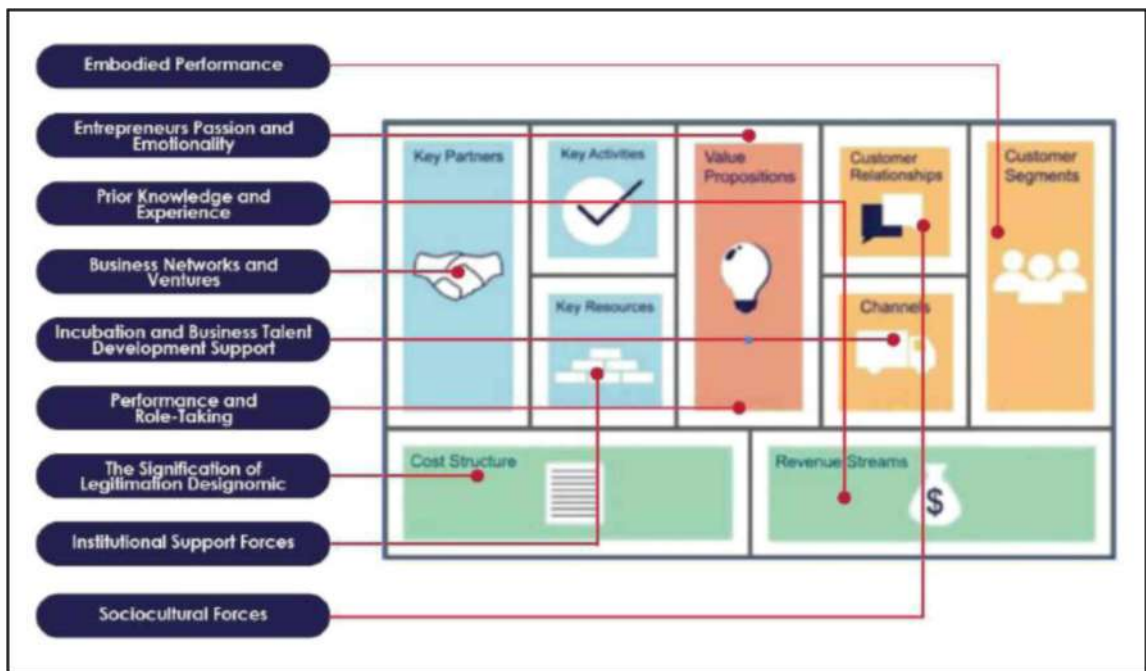 Embodied Performance
Entrepreneurs Passion and
Emotionality
Prior Knowledge and
Experience
Business Networks and
Ventures
Incubation and Business Talent
Development Support
Performance and
Role-Taking
The Signification of
Legitimation Designomic
Institutional Support Forces
Sociocultural Forces
Key Partners
Key Activities
Key Resources
Value
Propositions
Customer
Relationships
Channels
Customer
Segments
Cost Structure
Revenue Streams
$